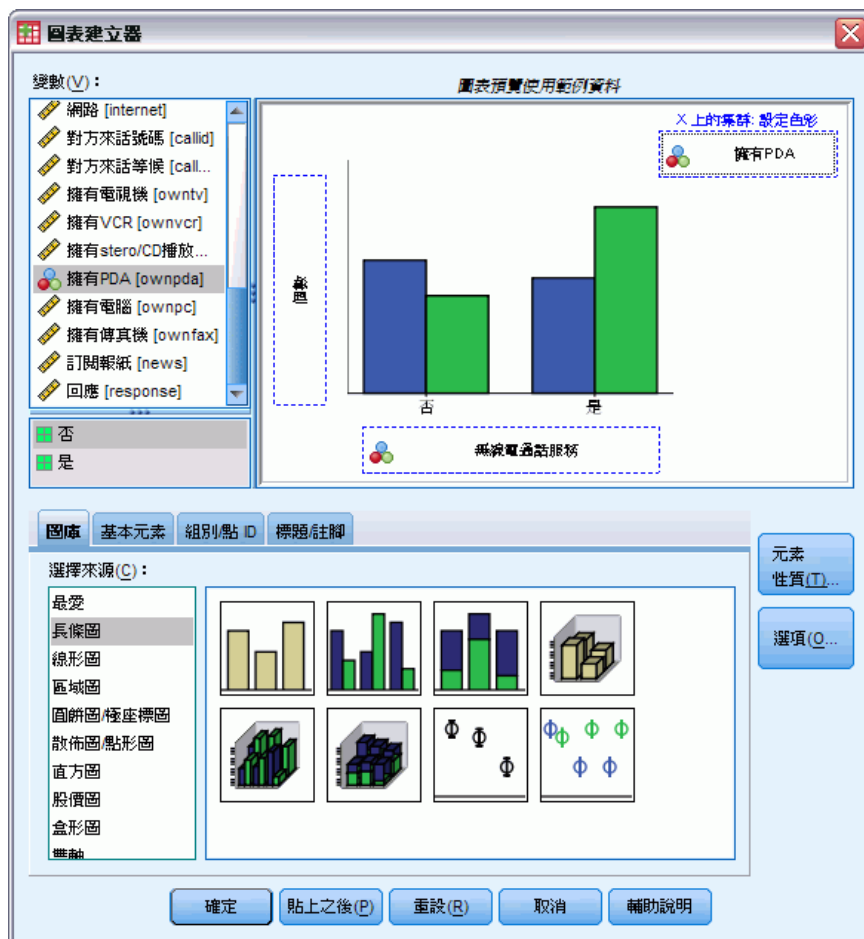 圖表建立器
變數(V)：
網路 [internet]
對方來話號碼 [callid]
對方來話等候 [call...
擁有電視機 [owntv]
擁有VCR [ownvcr]
擁有stero/CD播放...
擁有PDA [ownpda]
擁有電腦 [ownpc]
擁有傳真機 [ownfax]
訂閱報紙 [news]
回應 [response]
否
是
圖表預覽使用範例資料
X 上的集群: 設定色彩
擁有PDA
範圍
否
是
無線電通話服務
圖庫
基本元素
組別/點 ID
標題/註腳
選擇來源(C)：
最愛
長條圖
線形圖
區域圖
圓餅圖/極座標圖
散佈圖/點形圖
直方圖
股價圖
盒形圖
雙軸
元素
性質(T)...
選項(O...
確定
貼上之後(P)
重設(R)
取消
輔助說明